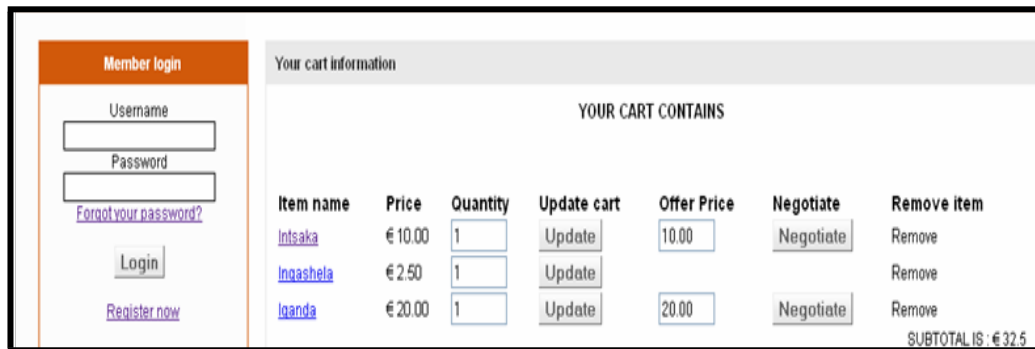 Member login
Username
Password
Forgot your password?
Login
Register now
Your cart information
YOUR CART CONTAINS
Item name Price Quantity Update cart Offer Price Negotiate Remove item
Intsaka € 10.00 1 Update 10.00 Negotiate Remove
Ingashela € 2.50 1 Update Remove
Iganda € 20.00 1 Update 20.00 Negotiate Remove
SUBTOTAL IS : € 32.5